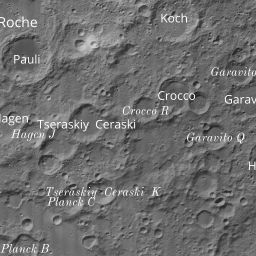 Koch
Roche
Pauli
Garavito
Crocco
Garav
Crocco R
Hagen
Tseraskiy Ceraski
Hagen J
Garavito Q
H
Tseraskiy-Ceraski K
Planck C
Planck B